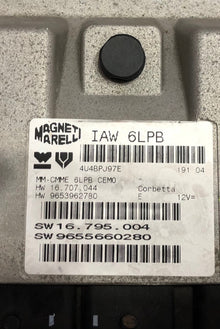 MAGNETI MARELLI IAW 6LPB
4U4BPJ97E 191 04
MM-CMME 6LPB CEMO
HW 16.707.044 Corbetta
HW 9653962780 E 12V=
SW 16.795.004
SW 9655660280